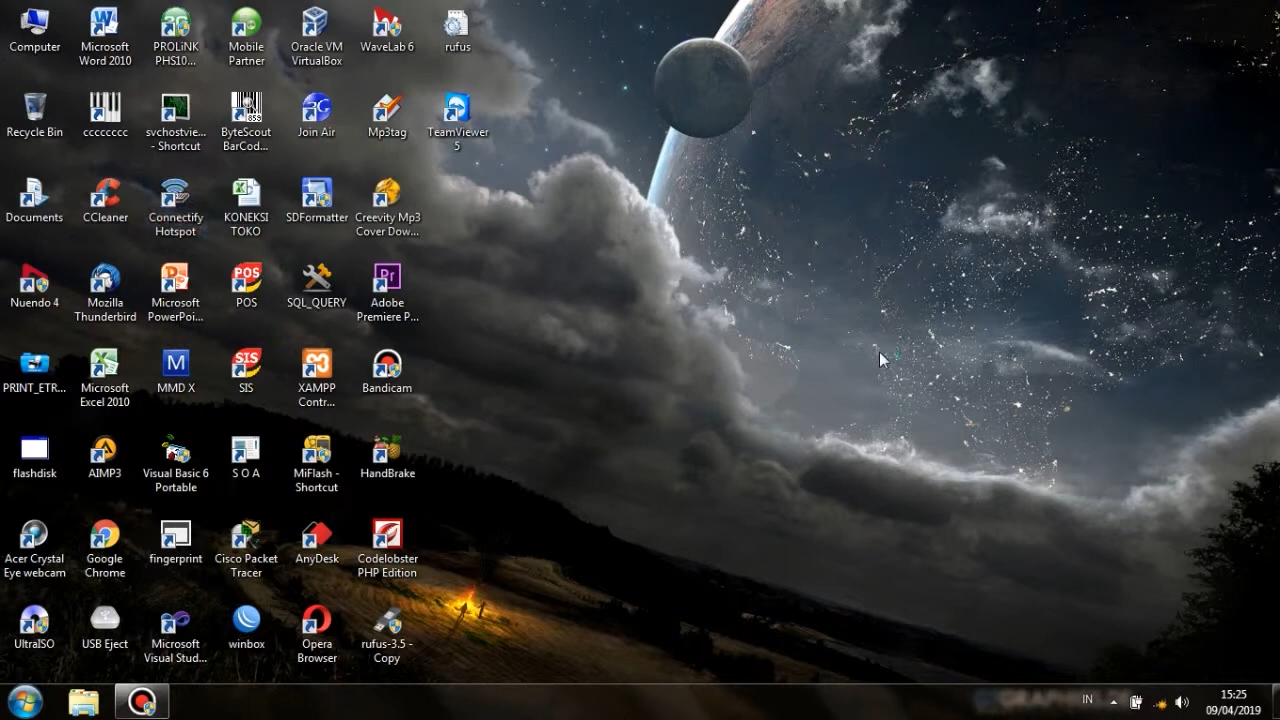 Computer
Microsoft
Word 2010
PROLiNK
PHS10...
Mobile
Partner
Oracle VM
VirtualBox
WaveLab 6
rufus
Recycle Bin
cccccccc
svchostvie...
- Shortcut
ByteScout
BarCod...
Join Air
Mp3tag
TeamViewer
5
Documents
CCleaner
Connectify
Hotspot
KONEKSI
TOKO
SDFormatter
Creevity Mp3
Cover Dow...
Nuendo 4
Mozilla
Thunderbird
Microsoft
PowerPoi...
POS
POS
SQL_QUERY
Pr
Adobe
Premiere P...
PRINT_ETR...
Microsoft
Excel 2010
M
MMD X
SIS
SIS
XAMPP
Contr...
Bandicam
flashdisk
AIMP3
Visual Basic 6
Portable
S O A
MiFlash -
Shortcut
HandBrake
Acer Crystal
Eye webcam
Google
Chrome
fingerprint
Cisco Packet
Tracer
AnyDesk
Codelobster
PHP Edition
UltraISO
USB Eject
Microsoft
Visual Stud...
winbox
Opera
Browser
rufus-3.5 -
Copy
IN
15:25
09/04/2019